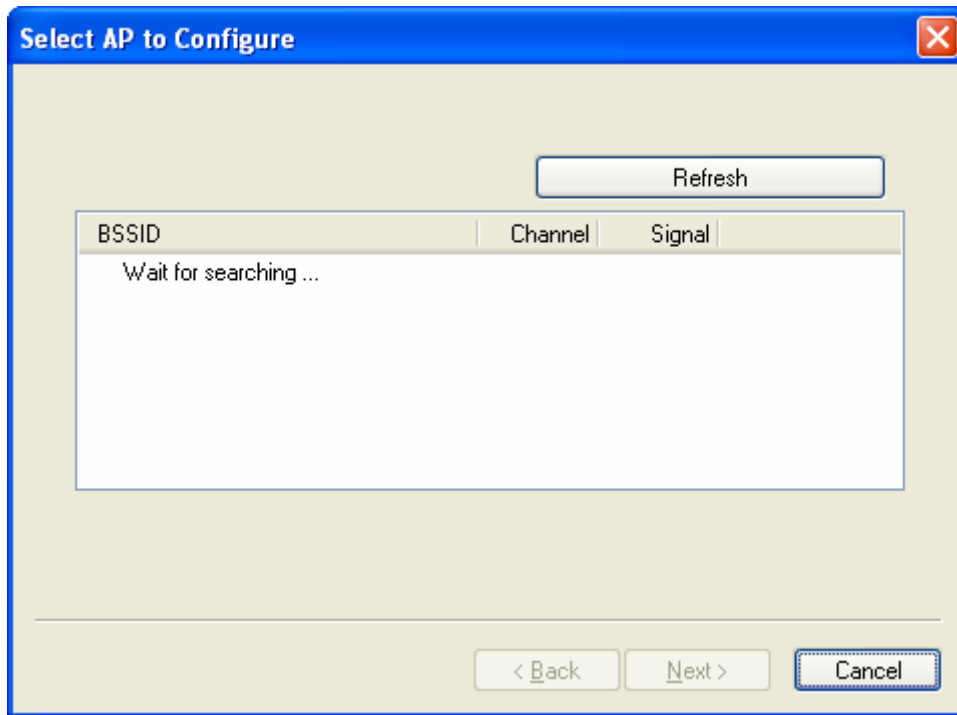 Select AP to Configure
Refresh
BSSID Channel Signal
Wait for searching ...
< Back Next > Cancel